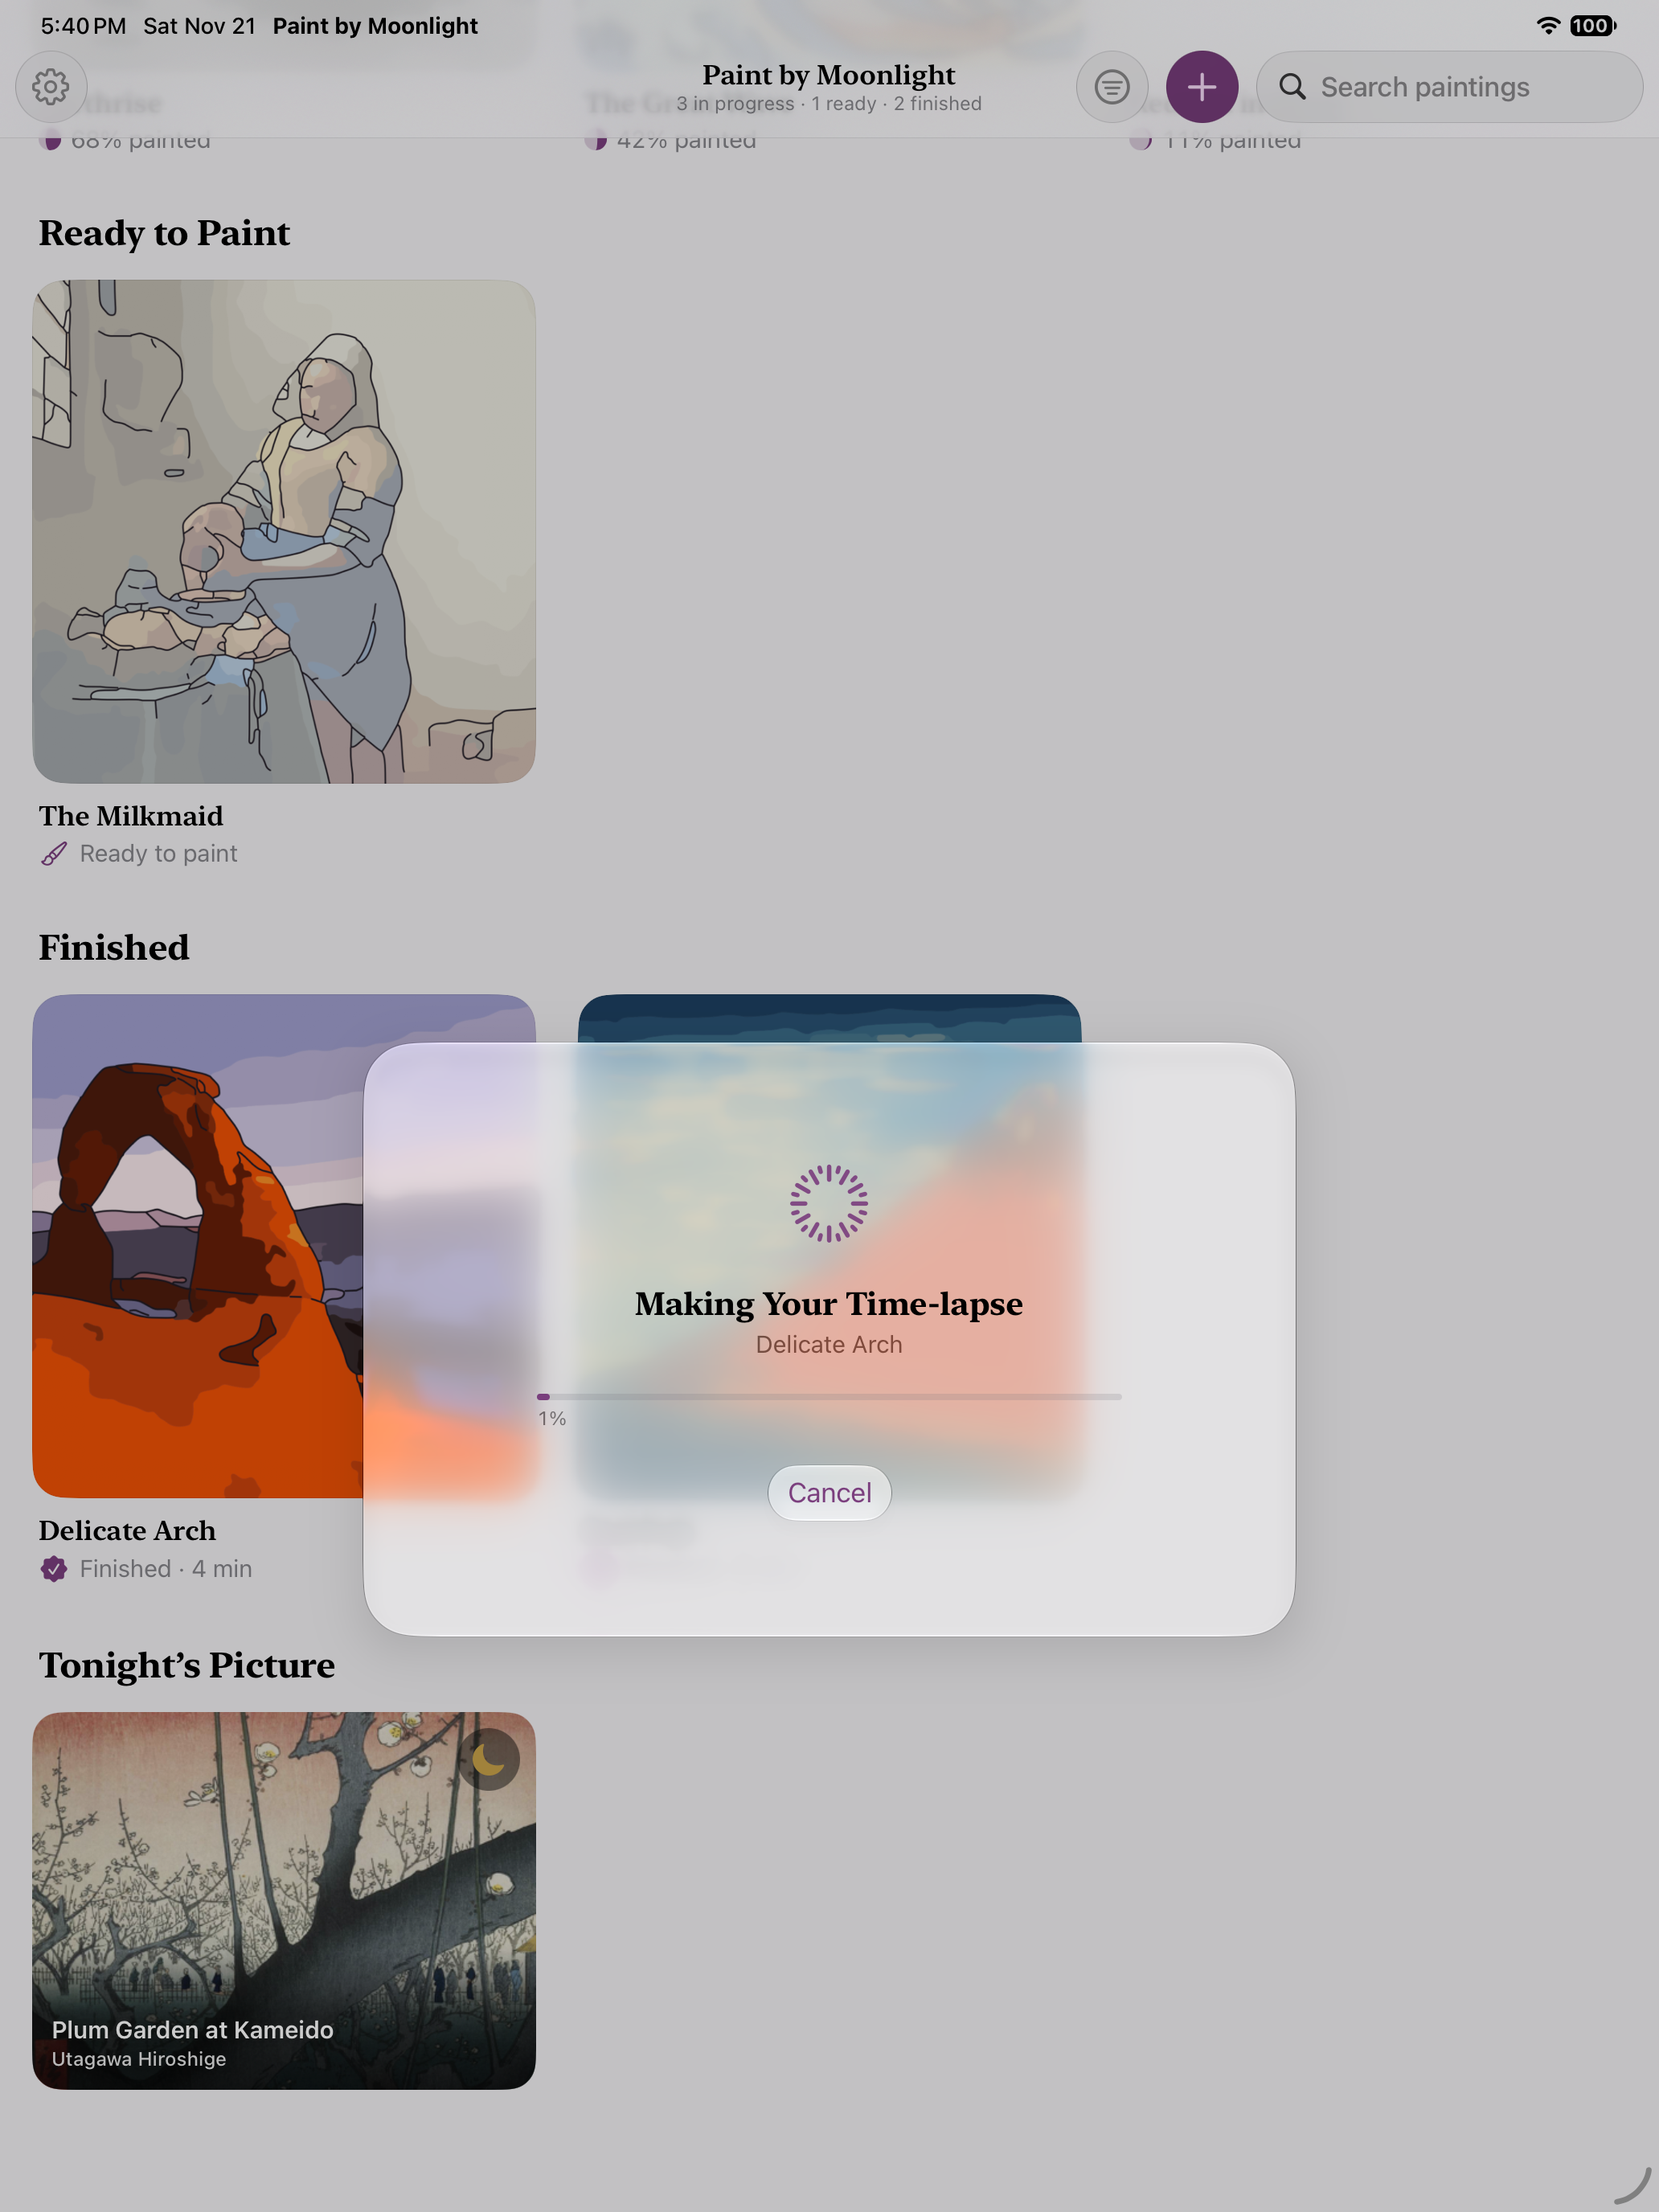 5:40 PM Sat Nov 21 Paint by Moonlight
100
Paint by Moonlight
3 in progress · 1 ready · 2 finished
Search paintings
68% painted
42% painted
11% painted
Ready to Paint
The Milkmaid
Ready to paint
Finished
Making Your Time-lapse
Delicate Arch
1%
Cancel
Delicate Arch
Finished · 4 min
Tonight’s Picture
Plum Garden at Kameido
Utagawa Hiroshige